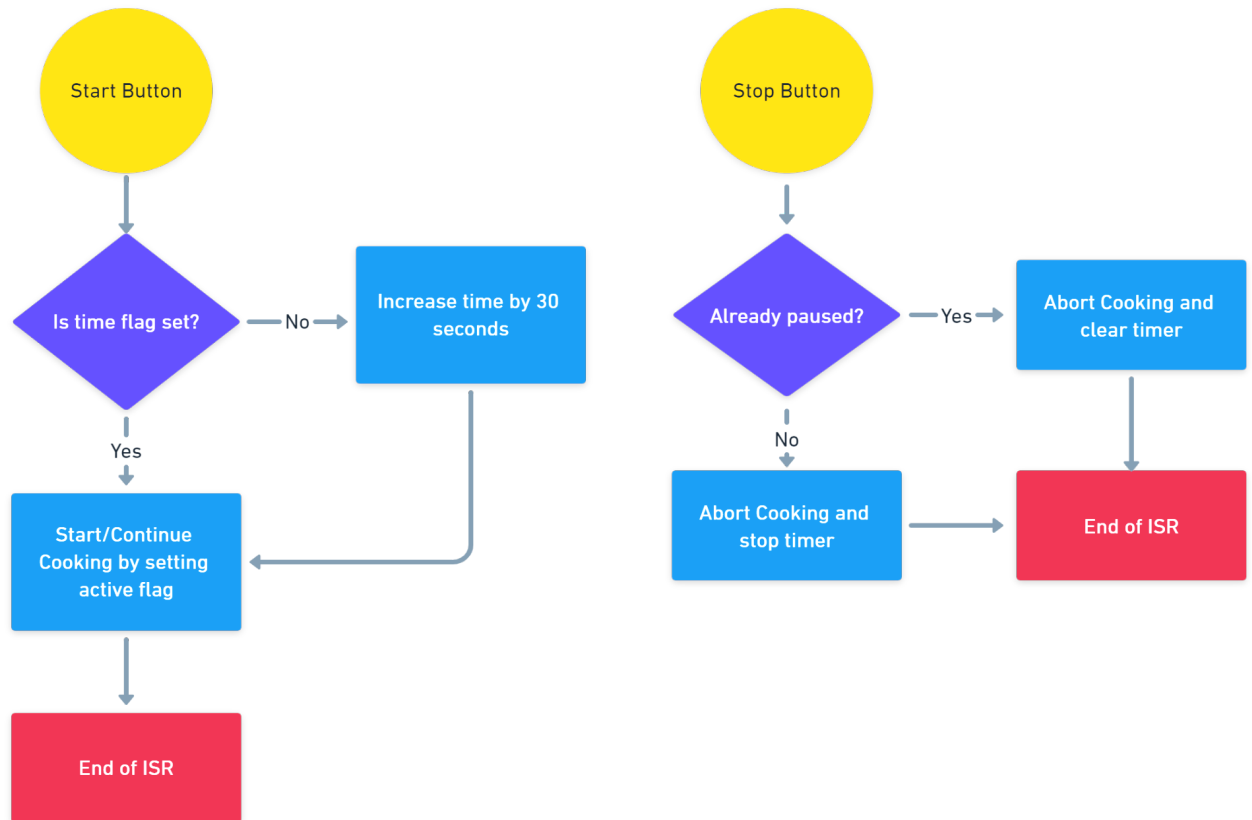 Start Button
Is time flag set?
No
Increase time by 30
seconds
Yes
Start/Continue
Cooking by setting
active flag
End of ISR
Stop Button
Already paused?
Yes
Abort Cooking and
clear timer
No
Abort Cooking and
stop timer
End of ISR